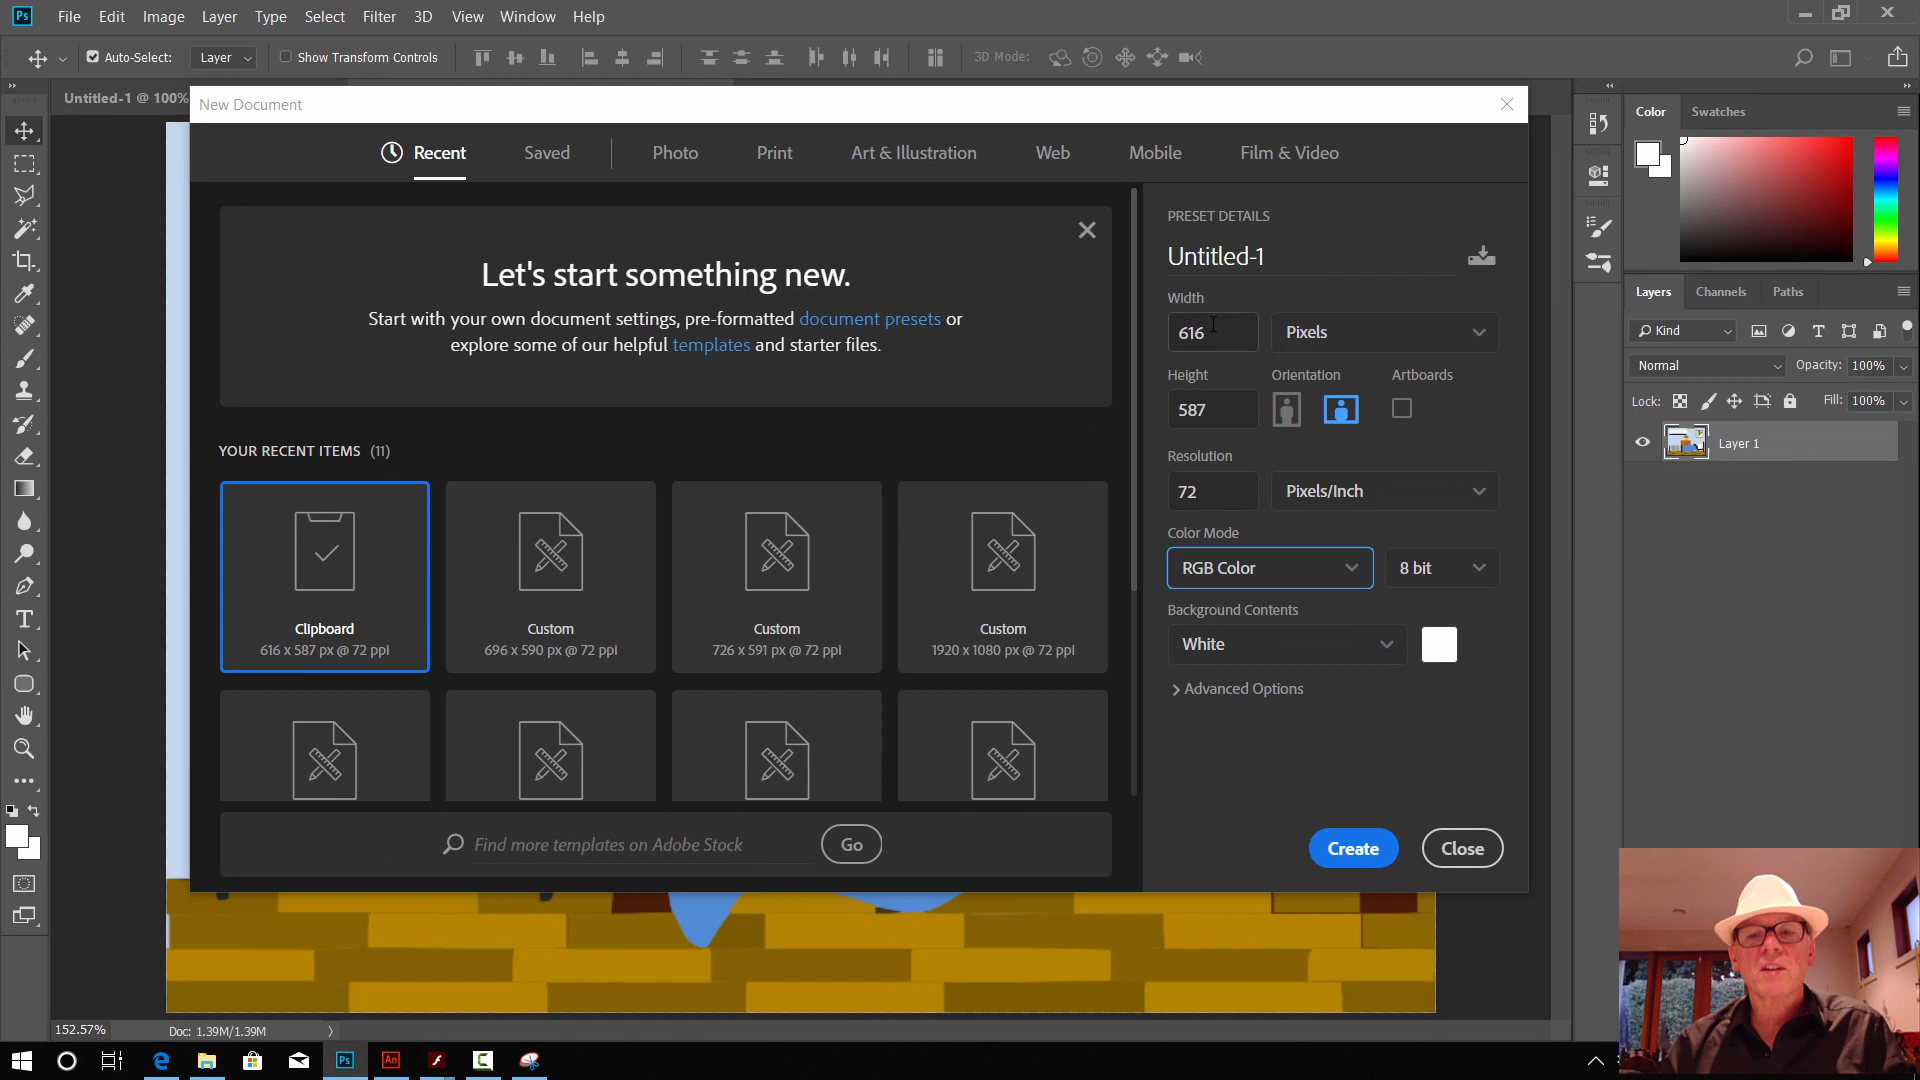 Ps File Edit Image Layer Type Select Filter 3D View Window Help
Auto-Select: Layer Show Transform Controls 3D Mode:
Untitled-1 @ 100%
New Document
Recent Saved Photo Print Art & Illustration Web Mobile Film & Video
Let's start something new.
Start with your own document settings, pre-formatted document presets or
explore some of our helpful templates and starter files.
YOUR RECENT ITEMS (11)
Clipboard
616 x 587 px @ 72 ppi
Custom
696 x 590 px @ 72 ppi
Custom
726 x 591 px @ 72 ppi
Custom
1920 x 1080 px @ 72 ppi
Find more templates on Adobe Stock Go
PRESET DETAILS
Untitled-1
Width
616 Pixels
Height Orientation Artboards
587
Resolution
72 Pixels/Inch
Color Mode
RGB Color 8 bit
Background Contents
White
Advanced Options
Create Close
Color Swatches
Layers Channels Paths
Kind
Normal Opacity: 100%
Lock: Fill: 100%
Layer 1
152.57% Doc: 1.39M/1.39M
Ps An